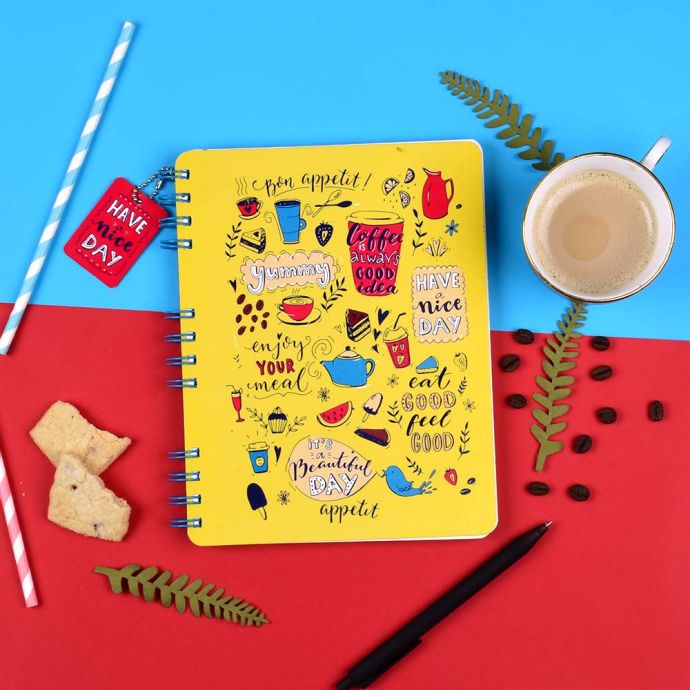 Bon appetit!
HAVE
a
nice
DAY
Coffee
IS
always
GOOD
idea
Yummy
HAVE
a
nice
DAY
enjoy
YOUR
meal
eat
GOOD
feel
GOOD
IT'S
a
Beautiful
DAY
appetit